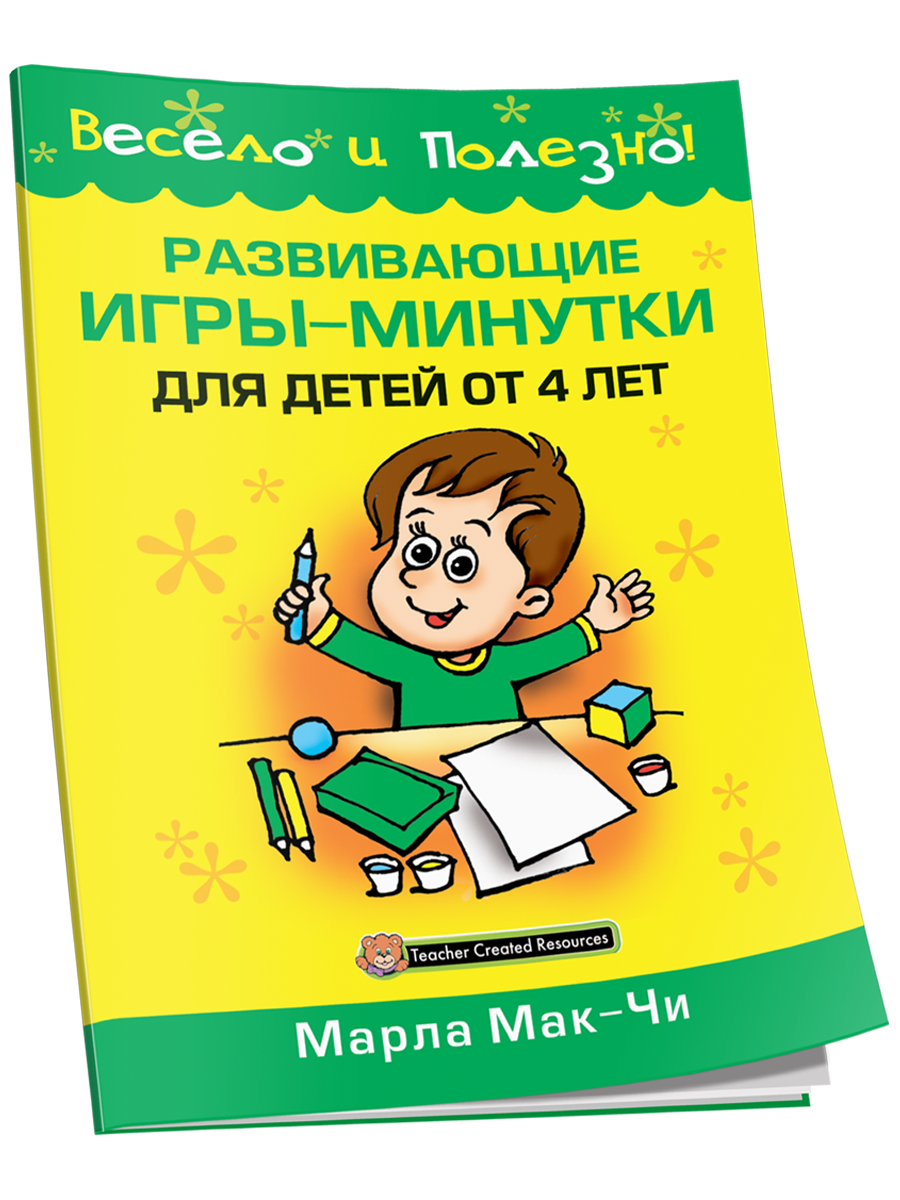 Весело и Полезно!
РАЗВИВАЮЩИЕ
ИГРЫ–МИНУТКИ
ДЛЯ ДЕТЕЙ ОТ 4 ЛЕТ
Teacher Created Resources
Марла Мак–Чи